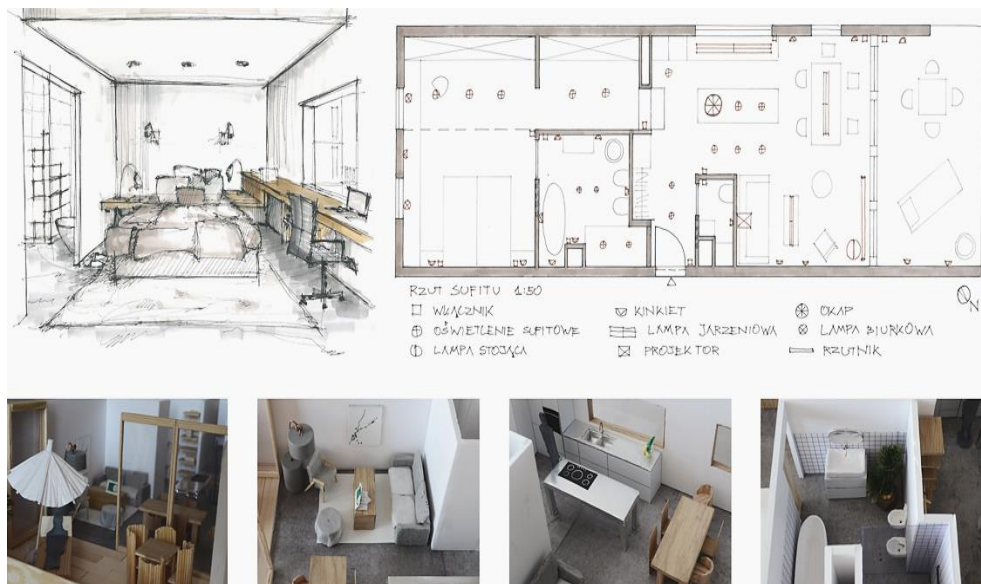 RZUT SUFITU 1:50
WŁĄCZNIK
OŚWIETLENIE SUFITOWE
LAMPA STOJĄCA
KINKIET
LAMPA JARZENIOWA
PROJEKTOR
OKAP
LAMPA BIURKOWA
RZUTNIK
N